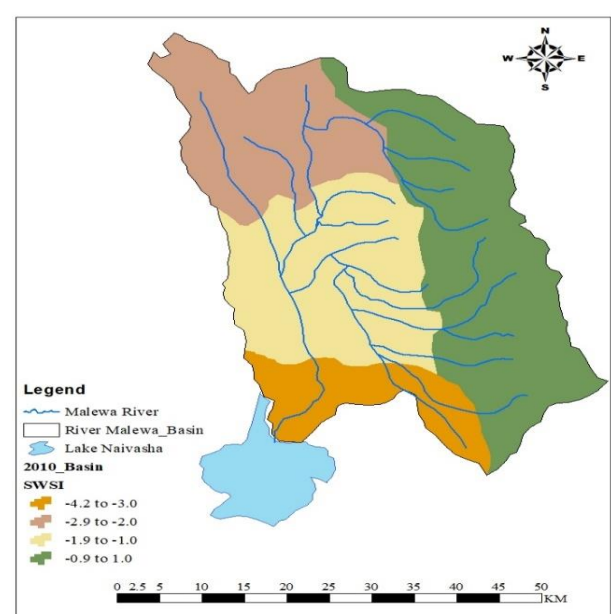 N
W E
S
Legend
Malewa River
River Malewa_Basin
Lake Naivasha
2010_Basin
SWSI
-4.2 to -3.0
-2.9 to -2.0
-1.9 to -1.0
-0.9 to 1.0
0 2.5 5 10 15 20 25 30 35 40 45 50
KM